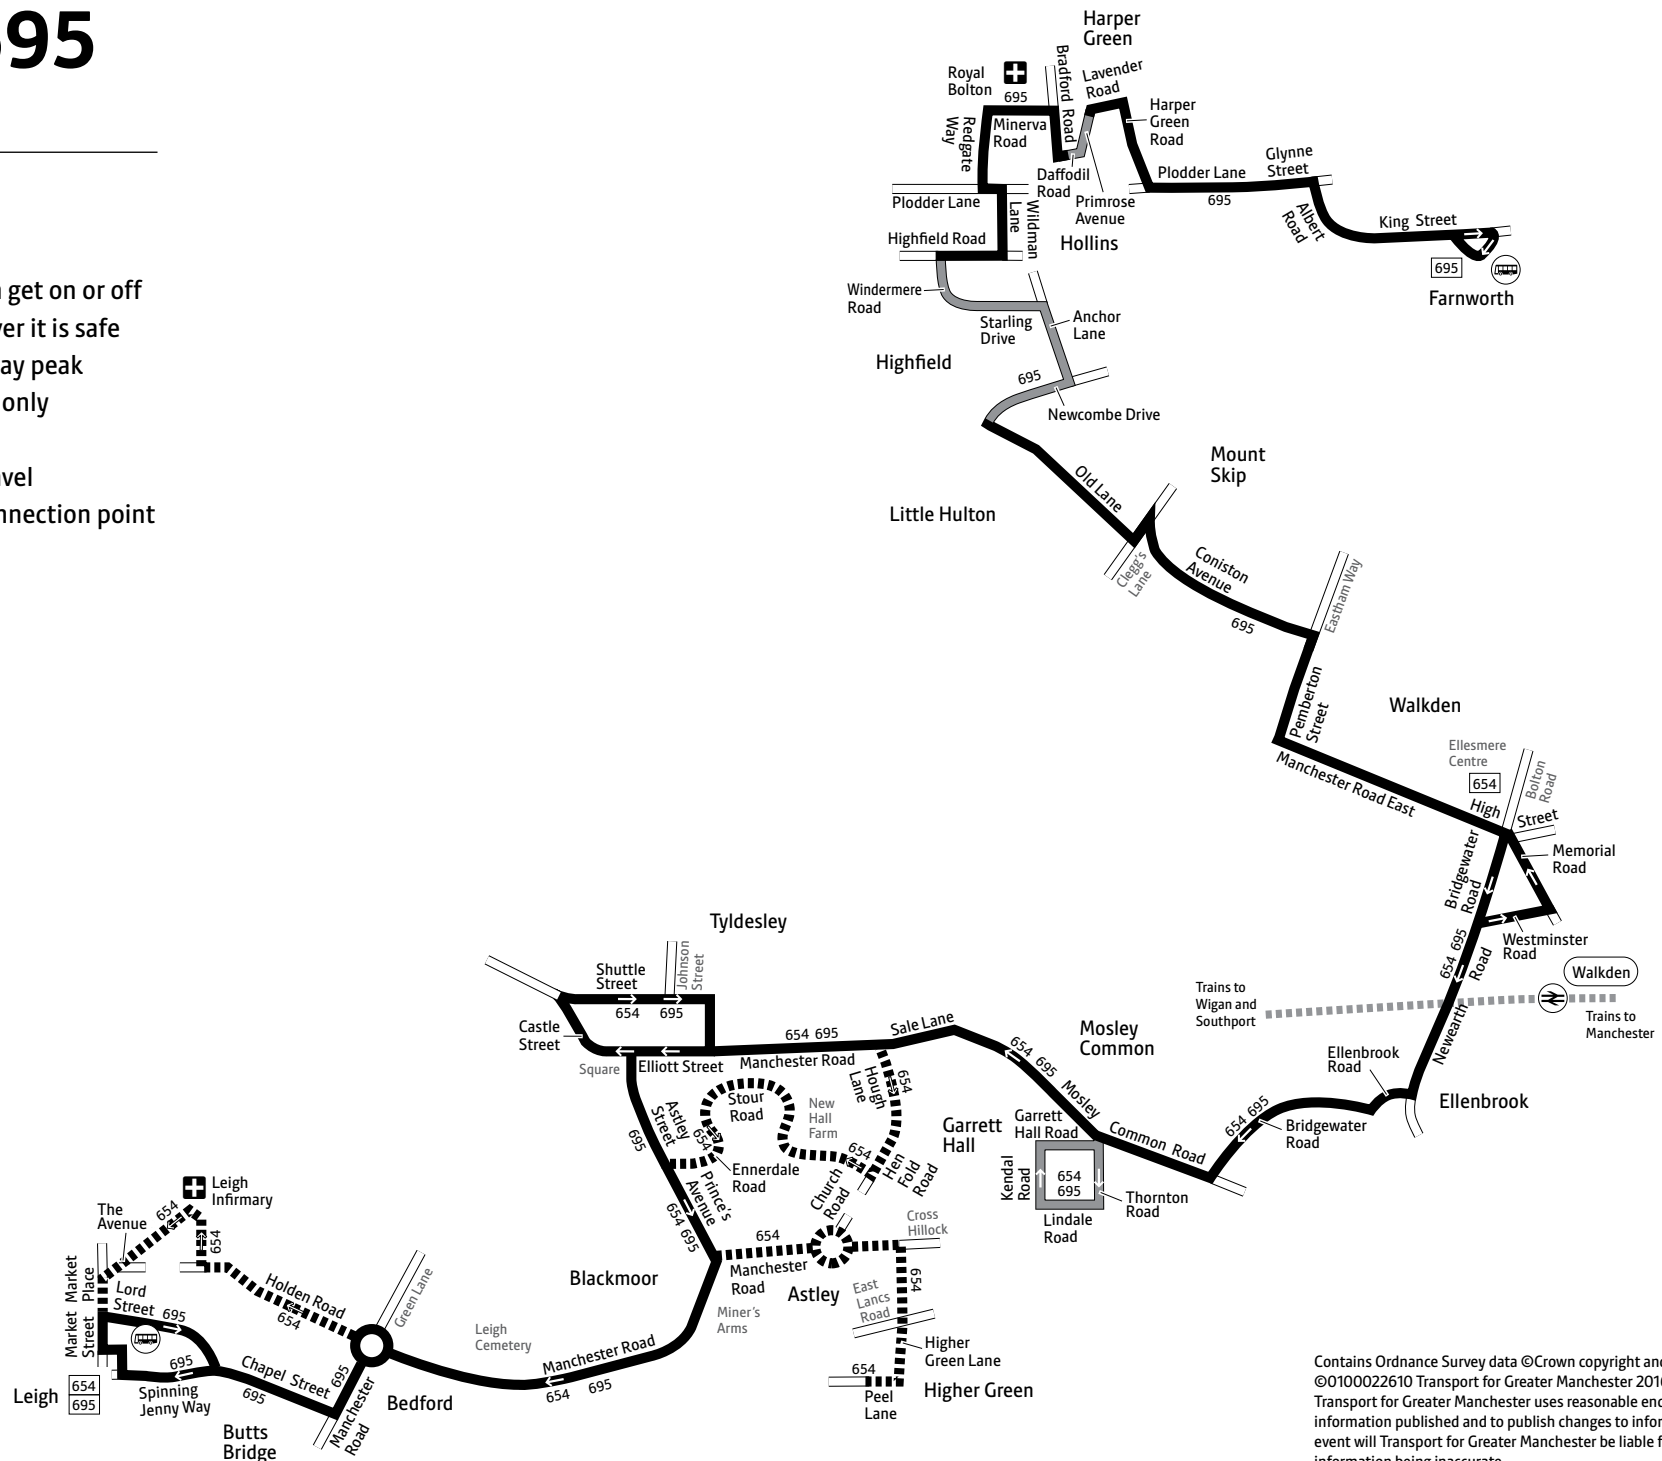 695
get on or off
it is safe
peak
only
connection point
Harper
Green
Royal
Bolton
695
Bradford Road
Lavender
Road
Harper
Green
Road
Redgate
Way
Minerva
Road
Daffodil
Road
Primrose
Avenue
Plodder Lane
695
Glynne
Street
Albert
Road
King Street
695
Farnworth
Plodder Lane
Wildman
Lane
Hollins
Highfield Road
Windermere
Road
Starling
Drive
Anchor
Lane
Highfield
695
Newcombe Drive
Mount
Skip
Old Lane
Little Hulton
Clegg's
Lane
Coniston
Avenue
695
Eastham Way
Pemberton
Street
Walkden
Ellesmere
Centre
654
Bolton
Road
Manchester Road East
High
Street
Memorial
Road
Bridgewater
Road
Westminster
Road
654 695
Newearth
Road
Walkden
Trains to
Wigan and
Southport
Trains to
Manchester
Tyldesley
Shuttle
Street
Johnson
Street
654 695
Castle
Street
Square
Elliott Street
654 695
Manchester Road
Sale Lane
Mosley
Common
654 695
Mosley
Common Road
Ellenbrook
Road
Ellenbrook
654 695
Bridgewater
Road
Hough
Lane
654
Stour
Road
New
Hall
Farm
Astley
Street
695
654
Ennerdale
Road
654
Church
Road
Hen
Fold
Road
Garrett
Hall
Garrett
Hall Road
Kendal
Road
654
695
Thornton
Road
Lindale
Road
Prince's
Avenue
654 695
654
Manchester
Road
Astley
Cross
Hillock
654
East
Lancs
Road
Higher
Green Lane
654
Peel
Lane
Higher Green
Blackmoor
Miner's
Arms
Leigh
Infirmary
The
Avenue
654
654
Holden Road
654
Green Lane
Market
Place
Market
Street
Lord
Street
695
695
Spinning
Jenny Way
Chapel Street
695
695
Manchester
Road
Leigh
654
695
Butts
Bridge
Bedford
Leigh
Cemetery
Manchester Road
654 695
Contains Ordnance Survey data ©Crown copyright and
©0100022610 Transport for Greater Manchester 2016
Transport for Greater Manchester uses reasonable
information published and to publish changes to
event will Transport for Greater Manchester be liable
information being inaccurate